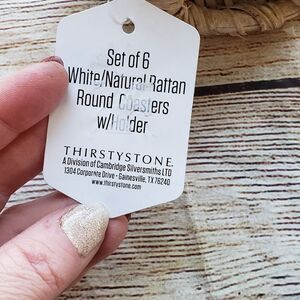 Set of 6
White/Natural Rattan
Round Coasters
w/Holder
THIRSTYSTONE.
A Division of Cambridge Silversmiths LTD
1304 Corporate Drive · Gainesville, TX 76240
www.thirstystone.com